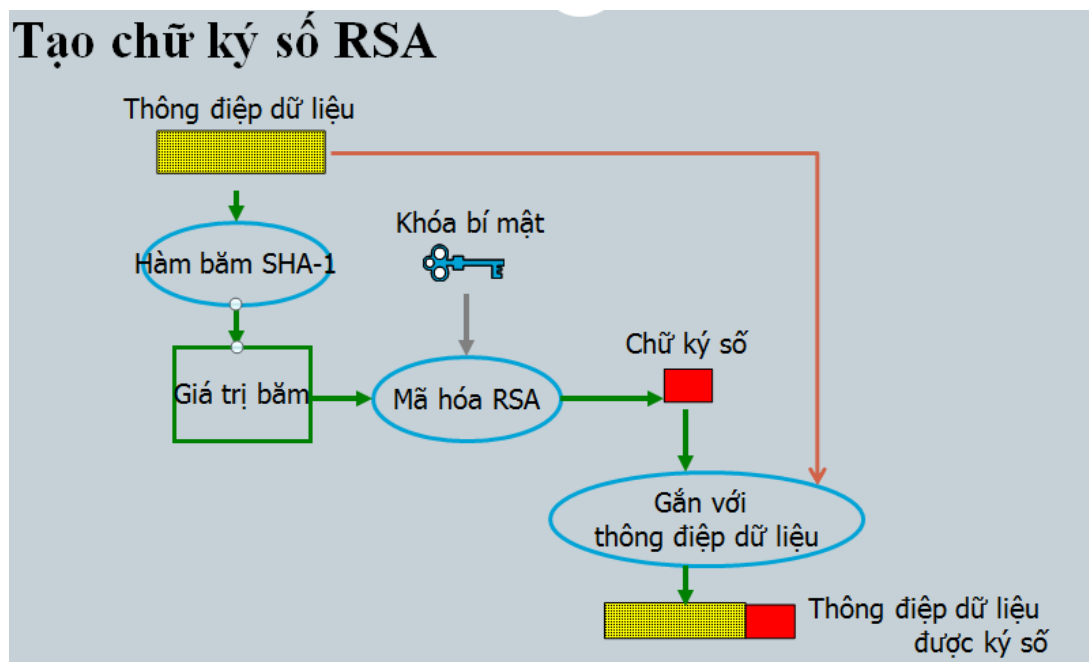 Tạo chữ ký số RSA
Thông điệp dữ liệu
Khóa bí mật
Hàm băm SHA-1
Chữ ký số
Giá trị băm
Mã hóa RSA
Gắn với
thông điệp dữ liệu
Thông điệp dữ liệu
được ký số